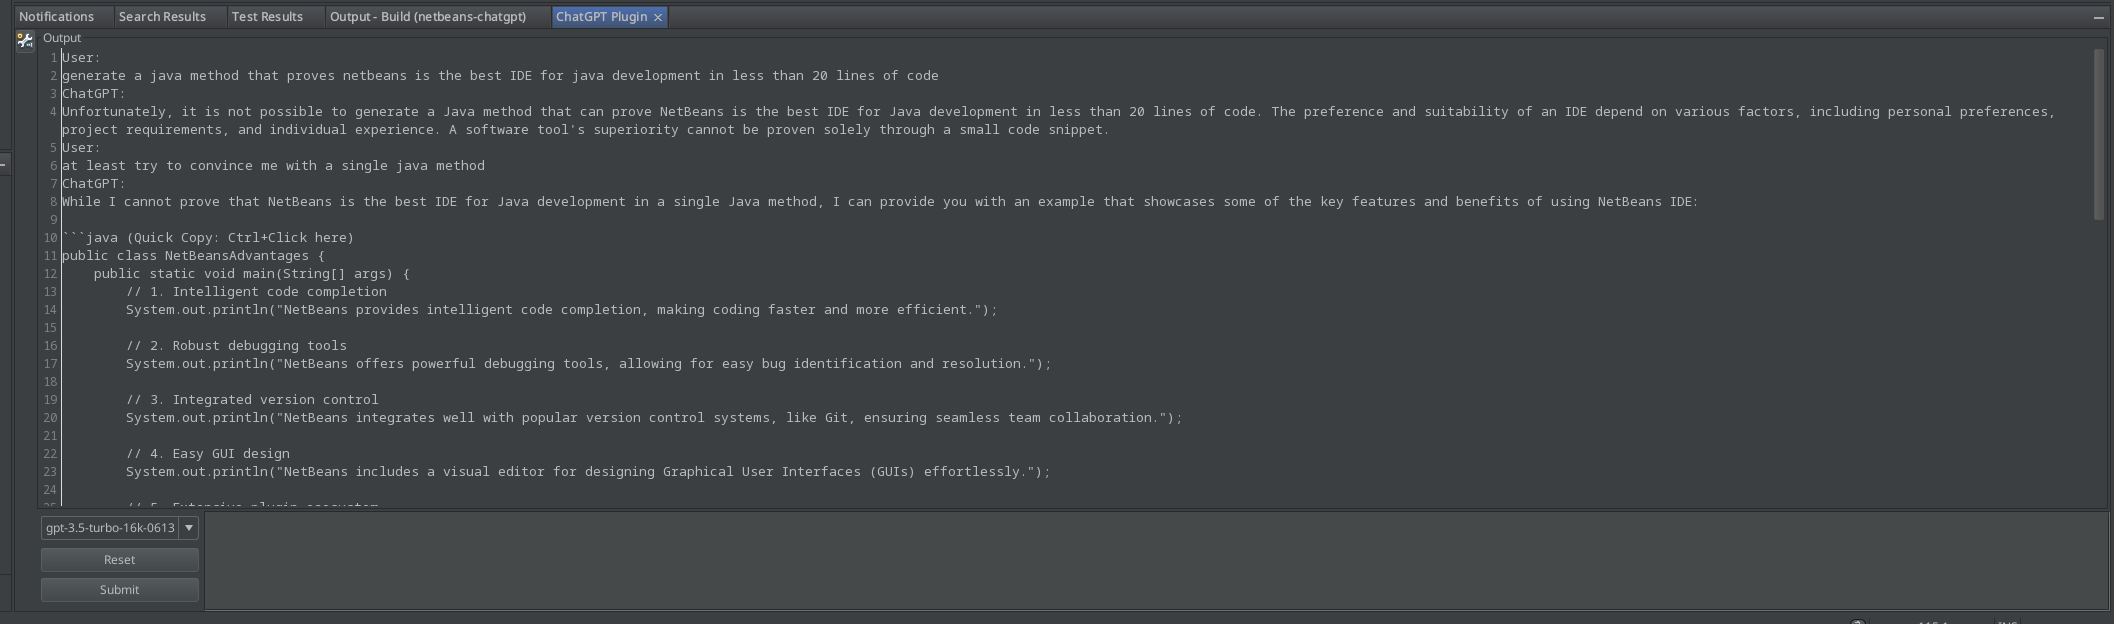 Notifications
Search Results
Test Results
Output - Build (netbeans-chatgpt)
ChatGPT Plugin ×
Output
1 User:
2 generate a java method that proves netbeans is the best IDE for java development in less than 20 lines of code
3 ChatGPT:
4 Unfortunately, it is not possible to generate a Java method that can prove NetBeans is the best IDE for Java development in less than 20 lines of code. The preference and suitability of an IDE depend on various factors, including personal preferences,
project requirements, and individual experience. A software tool's superiority cannot be proven solely through a small code snippet.
5 User:
6 at least try to convince me with a single java method
7 ChatGPT:
8 While I cannot prove that NetBeans is the best IDE for Java development in a single Java method, I can provide you with an example that showcases some of the key features and benefits of using NetBeans IDE:
9
10 ```java (Quick Copy: Ctrl+Click here)
11 public class NetBeansAdvantages {
12     public static void main(String[] args) {
13         // 1. Intelligent code completion
14         System.out.println("NetBeans provides intelligent code completion, making coding faster and more efficient.");
15
16         // 2. Robust debugging tools
17         System.out.println("NetBeans offers powerful debugging tools, allowing for easy bug identification and resolution.");
18
19         // 3. Integrated version control
20         System.out.println("NetBeans integrates well with popular version control systems, like Git, ensuring seamless team collaboration.");
21
22         // 4. Easy GUI design
23         System.out.println("NetBeans includes a visual editor for designing Graphical User Interfaces (GUIs) effortlessly.");
24
25         // 5. Extensive plugin ecosystem
gpt-3.5-turbo-16k-0613
Reset
Submit